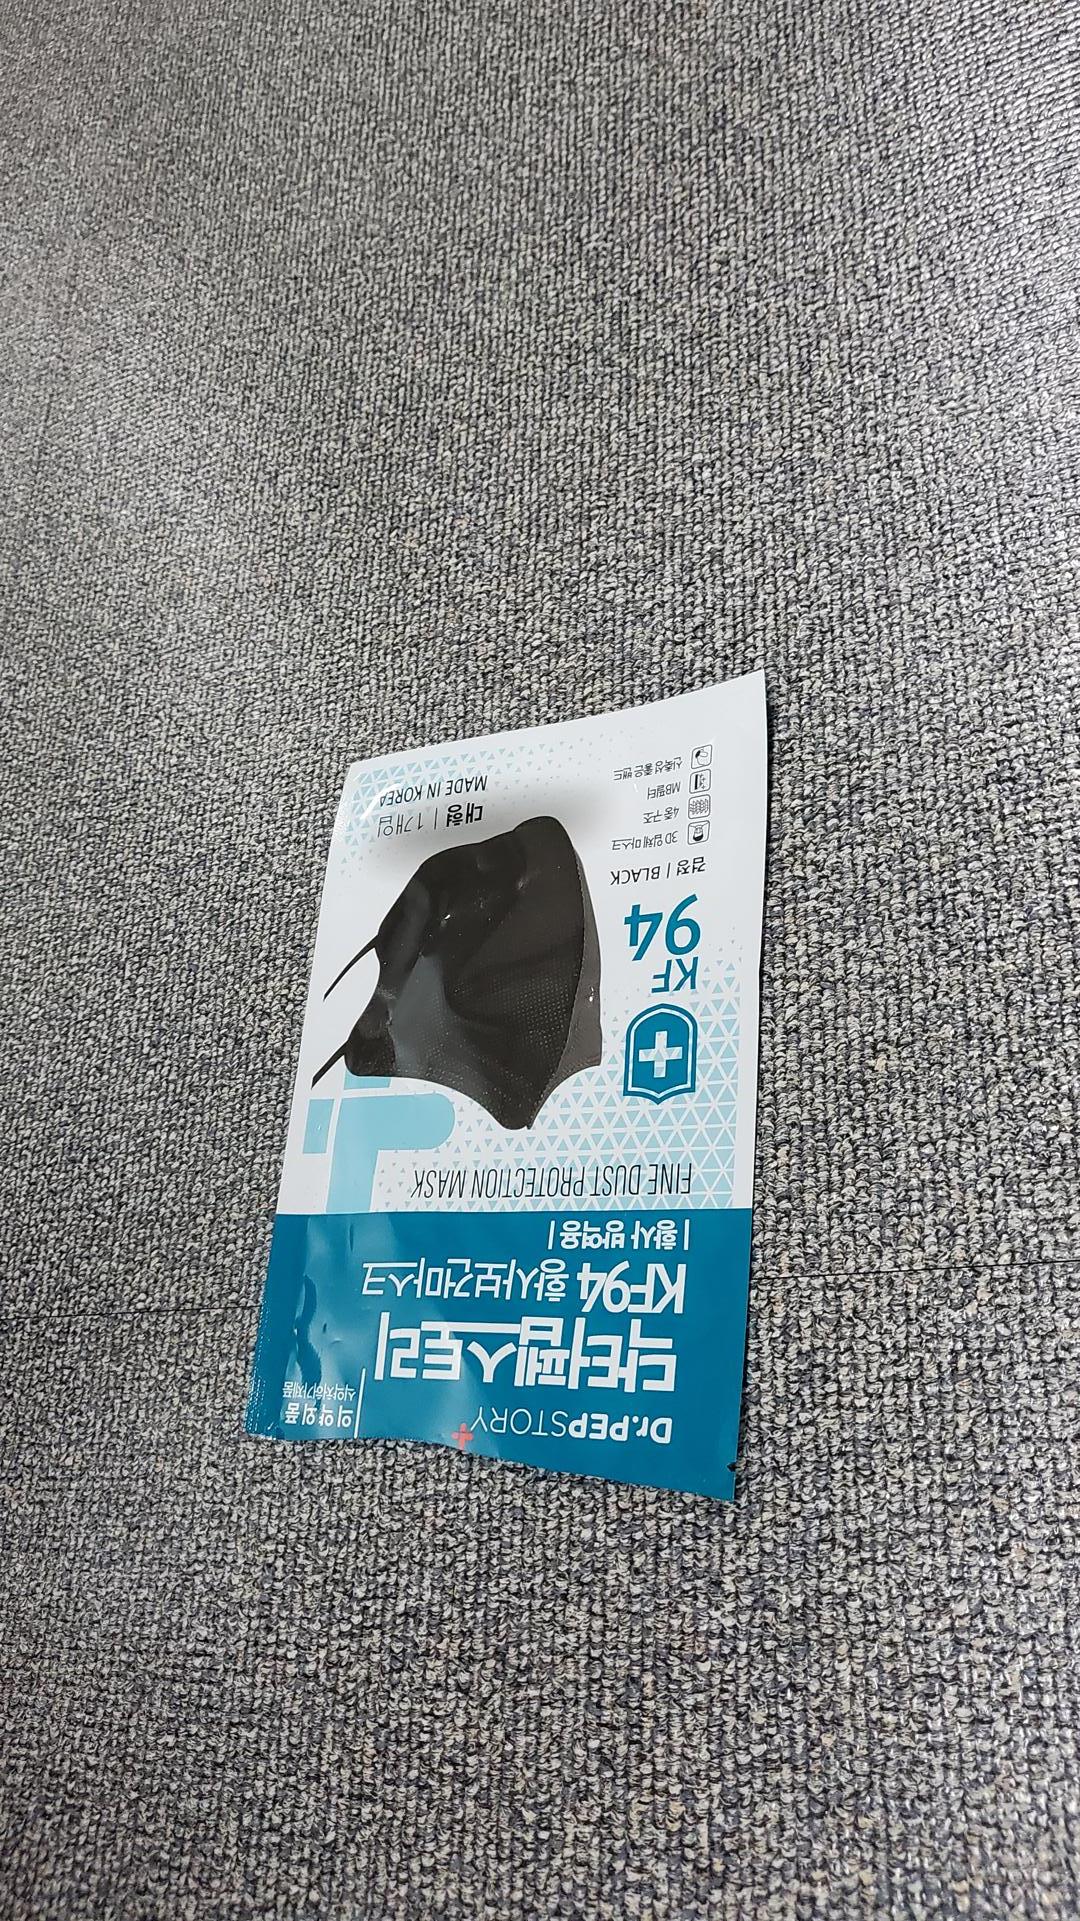 Dr.PEPSTORY
의약외품
식약처허가제품
닥터펩스토리
KF94 황사보건마스크
| 황사 방역용 |
FINE DUST PROTECTION MASK
KF
94
검정 | BLACK
3D 입체 마스크
4중 구조
MB필터
신축성 좋은 밴드
대형 | 1개입
MADE IN KOREA